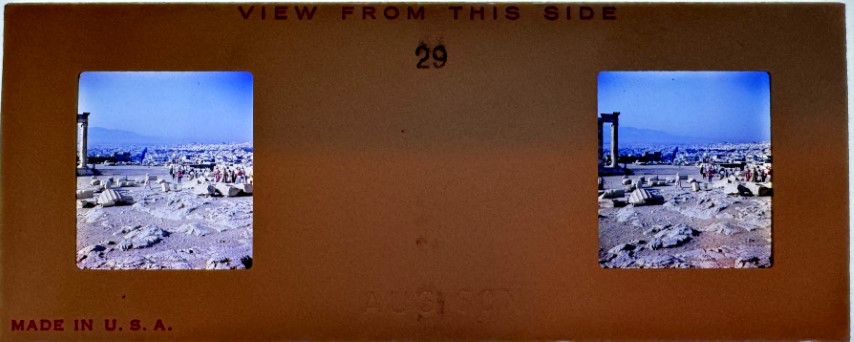 VIEW FROM THIS SIDE
29
MADE IN U. S. A.